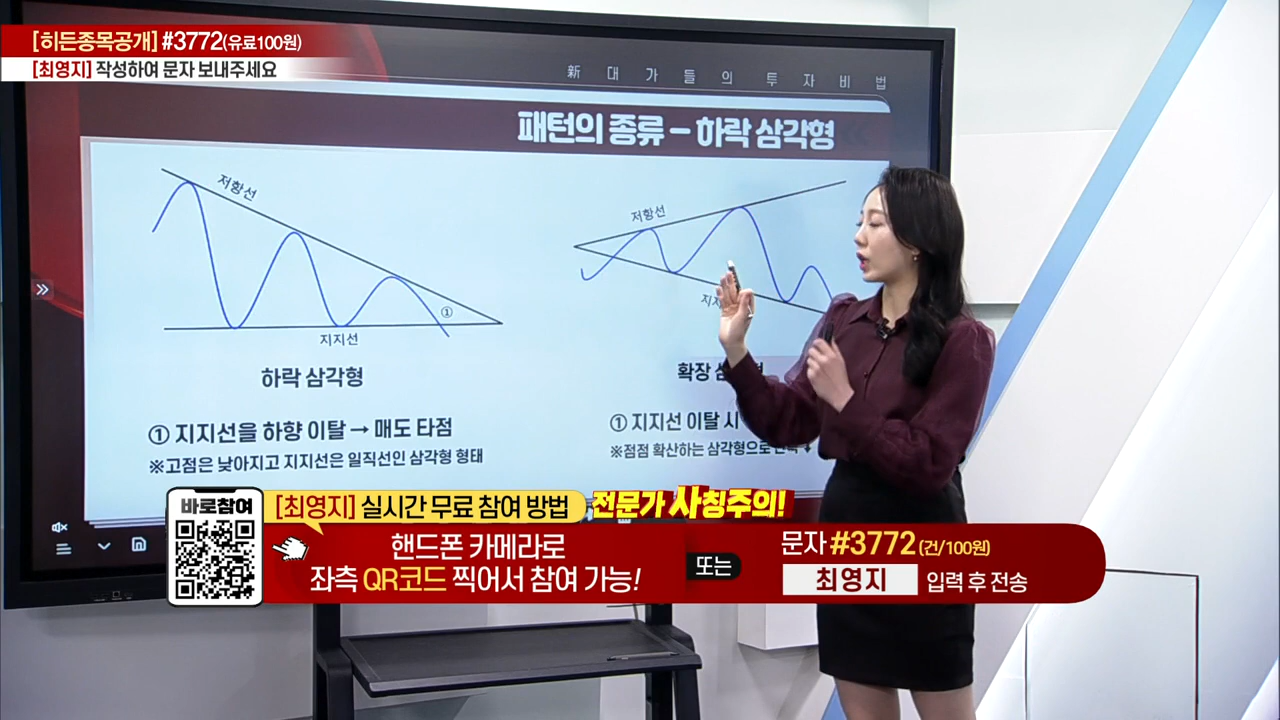 [히든종목공개] #3772(유료100원)
[최영지] 작성하여 문자 보내주세요
新 대 가 들 의 투 자 비 법
패턴의 종류 – 하락 삼각형
저항선
①
지지선
하락 삼각형
① 지지선을 하향 이탈 → 매도 타점
※고점은 낮아지고 지지선은 일직선인 삼각형 형태
저항선
확장
① 지지선 이탈 시
※점점 확산하는 삼각형으로
바로참여
[최영지] 실시간 무료 참여 방법
전문가 사칭주의!
핸드폰 카메라로
좌측 QR코드 찍어서 참여 가능!
또는
문자 #3772 (건/100원)
최영지 입력 후 전송